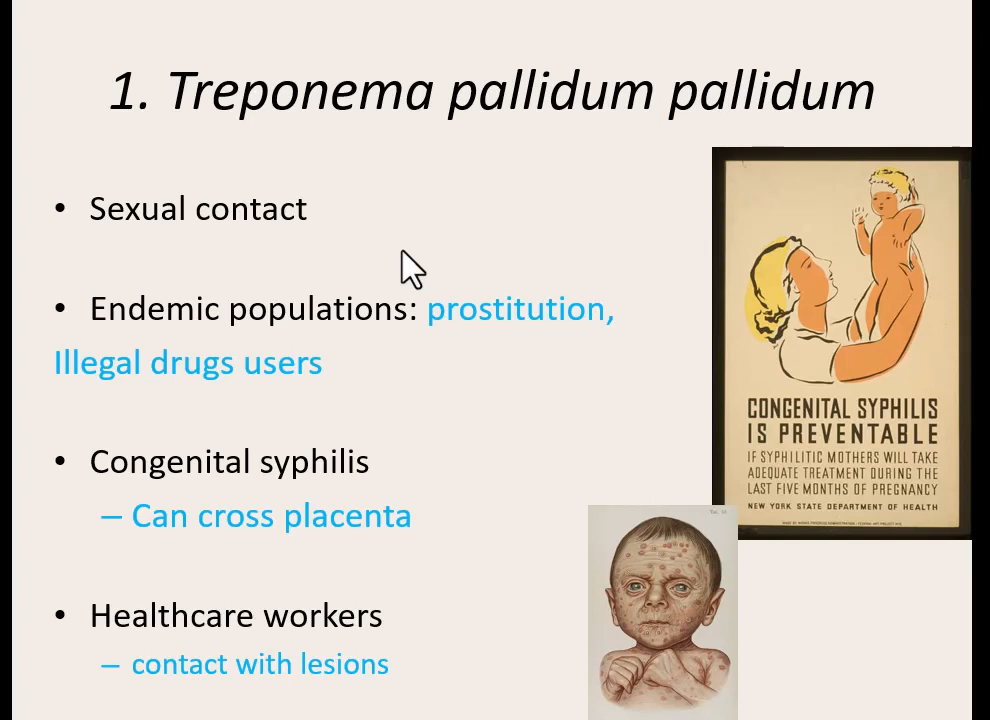 1. Treponema pallidum pallidum
• Sexual contact
• Endemic populations: prostitution,
Illegal drugs users
• Congenital syphilis
– Can cross placenta
• Healthcare workers
– contact with lesions
CONGENITAL SYPHILIS
IS PREVENTABLE
IF SYPHILITIC MOTHERS WILL TAKE
ADEQUATE TREATMENT DURING THE
LAST FIVE MONTHS OF PREGNANCY
NEW YORK STATE DEPARTMENT OF HEALTH